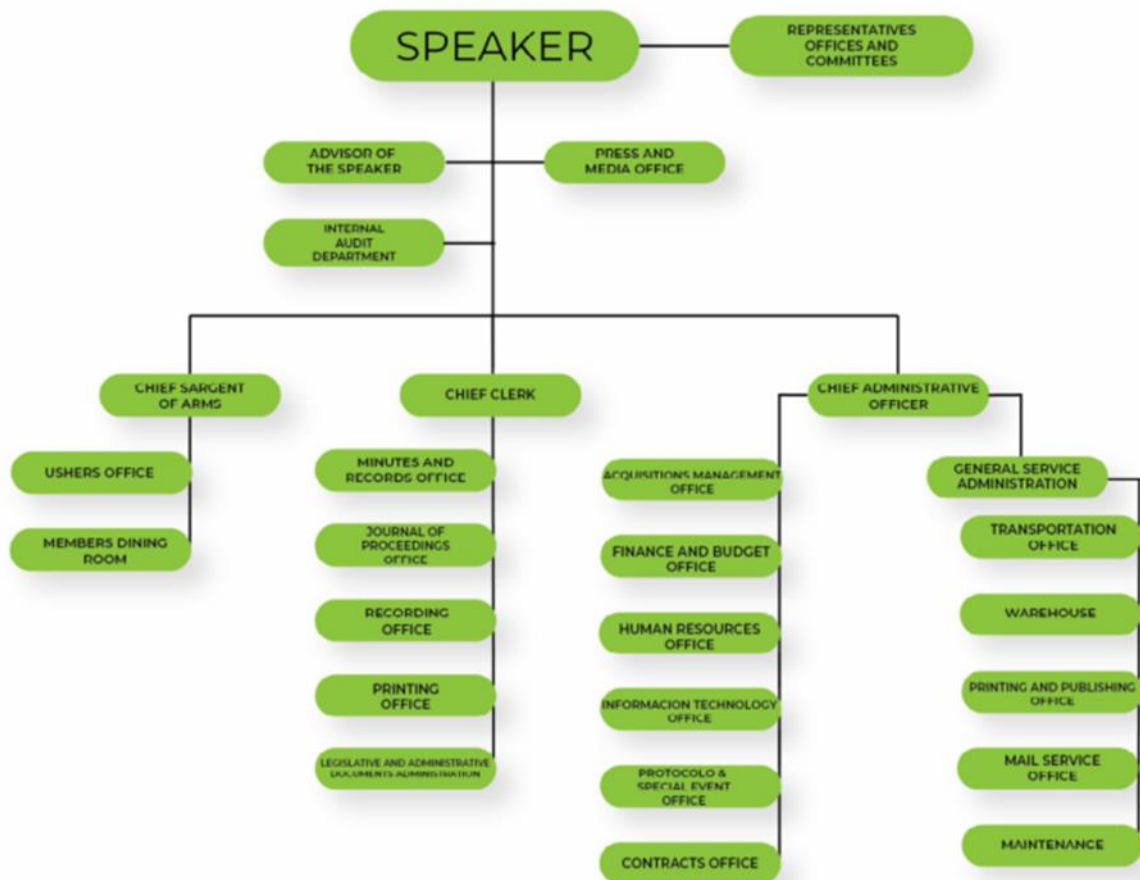 SPEAKER
REPRESENTATIVES
OFFICES AND
COMMITTEES
ADVISOR OF
THE SPEAKER
PRESS AND
MEDIA OFFICE
INTERNAL
AUDIT
DEPARTMENT
CHIEF SARGENT
OF ARMS
USHERS OFFICE
MEMBERS DINING
ROOM
CHIEF CLERK
MINUTES AND
RECORDS OFFICE
JOURNAL OF
PROCEEDINGS
OFFICE
RECORDING
OFFICE
PRINTING
OFFICE
LEGISLATIVE AND ADMINISTRATIVE
DOCUMENTS ADMINISTRATION
CHIEF ADMINISTRATIVE
OFFICER
ACQUISITIONS MANAGEMENT
OFFICE
FINANCE AND BUDGET
OFFICE
HUMAN RESOURCES
OFFICE
INFORMACION TECHNOLOGY
OFFICE
PROTOCOLO &
SPECIAL EVENT
OFFICE
CONTRACTS OFFICE
GENERAL SERVICE
ADMINISTRATION
TRANSPORTATION
OFFICE
WAREHOUSE
PRINTING AND PUBLISHING
OFFICE
MAIL SERVICE
OFFICE
MAINTENANCE